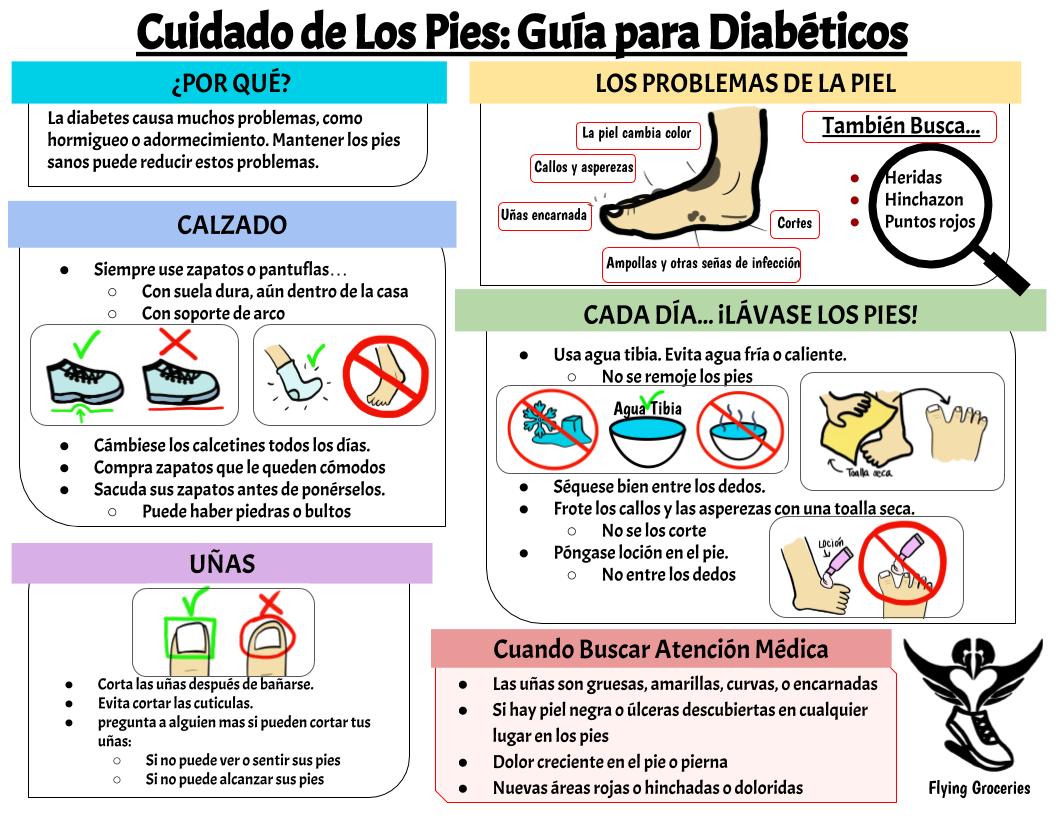 Cuidado de Los Pies: Guía para Diabéticos
¿POR QUÉ?
La diabetes causa muchos problemas, como
hormigueo o adormecimiento. Mantener los pies
sanos puede reducir estos problemas.
CALZADO
● Siempre use zapatos o pantuflas…
○ Con suela dura, aún dentro de la casa
○ Con soporte de arco
● Cámbiese los calcetines todos los días.
● Compra zapatos que le queden cómodos
● Sacuda sus zapatos antes de ponérselos.
○ Puede haber piedras o bultos
UÑAS
● Corta las uñas después de bañarse.
● Evita cortar las cuticulas.
● pregunta a alguien mas si pueden cortar tus
uñas:
○ Si no puede ver o sentir sus pies
○ Si no puede alcanzar sus pies
LOS PROBLEMAS DE LA PIEL
La piel cambia color
Callos y asperezas
Uñas encarnada
Cortes
Ampollas y otras señas de infección
También Busca...
● Heridas
● Hinchazon
● Puntos rojos
CADA DÍA... ¡LÁVASE LOS PIES!
● Usa agua tibia. Evita agua fría o caliente.
○ No se remoje los pies
Agua Tibia
Toalla seca
● Séquese bien entre los dedos.
● Frote los callos y las asperezas con una toalla seca.
○ No se los corte
● Póngase loción en el pie.
○ No entre los dedos
LOCIÓN
Cuando Buscar Atención Médica
● Las uñas son gruesas, amarillas, curvas, o encarnadas
● Si hay piel negra o úlceras descubiertas en cualquier
lugar en los pies
● Dolor creciente en el pie o pierna
● Nuevas áreas rojas o hinchadas o doloridas
Flying Groceries